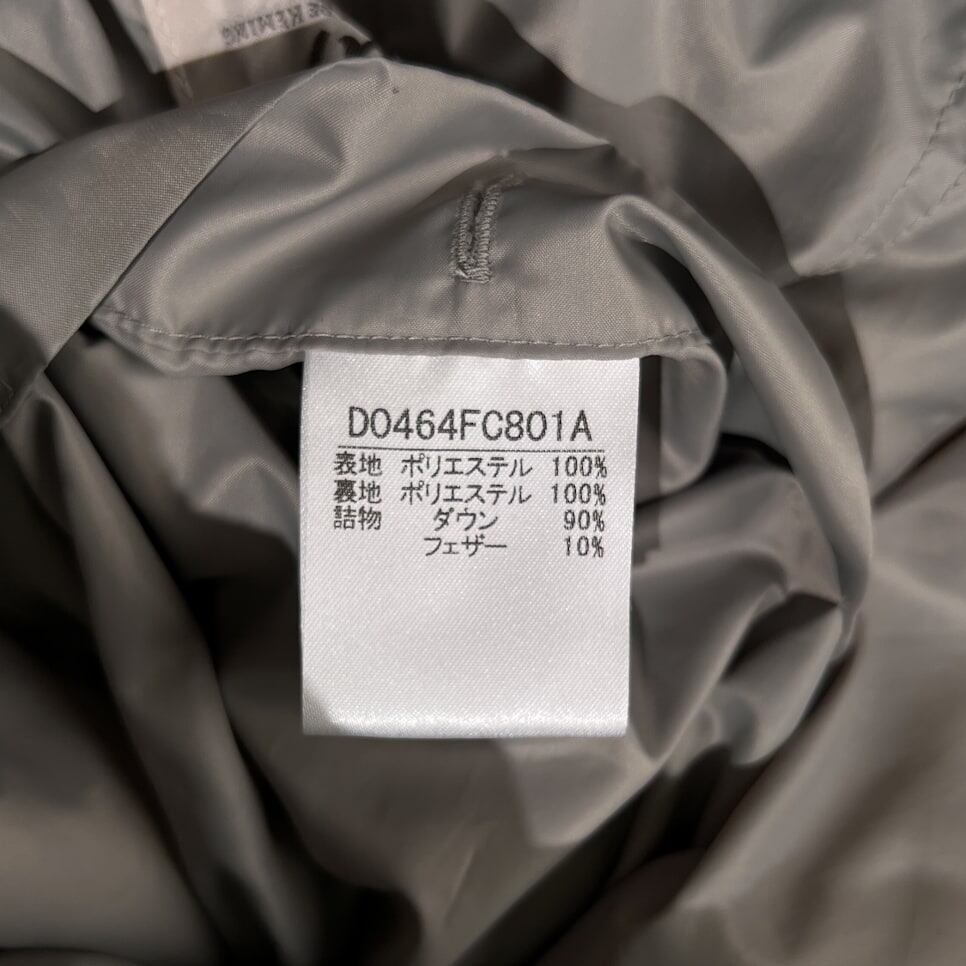 D0464FC801A
表地 ポリエステル 100%
裏地 ポリエステル 100%
詰物 ダウン 90%
フェザー 10%